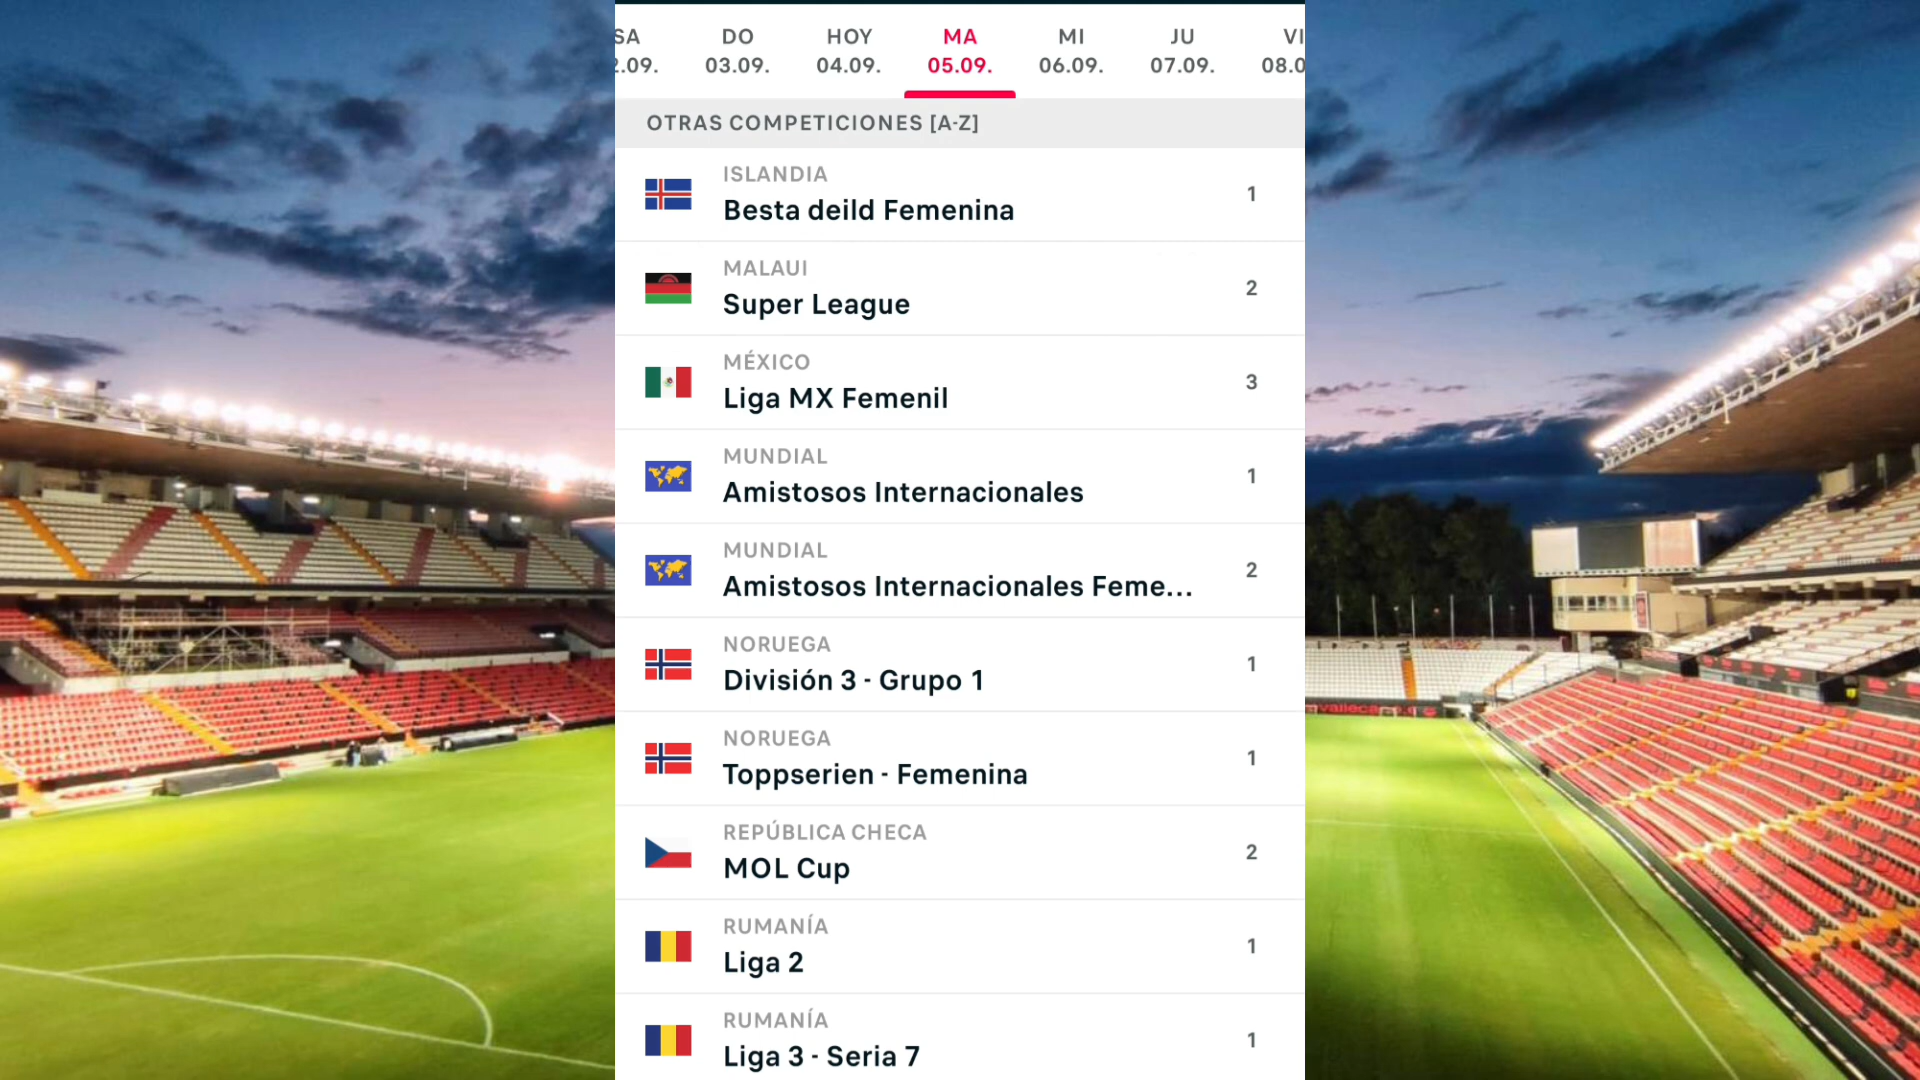 SA DO HOY MA MI JU VI
2.09. 03.09. 04.09. 05.09. 06.09. 07.09. 08.0
OTRAS COMPETICIONES [A-Z]
ISLANDIA
Besta deild Femenina 1
MALAUI
Super League 2
MÉXICO
Liga MX Femenil 3
MUNDIAL
Amistosos Internacionales 1
MUNDIAL
Amistosos Internacionales Feme... 2
NORUEGA
División 3 - Grupo 1 1
NORUEGA
Toppserien - Femenina 1
REPÚBLICA CHECA
MOL Cup 2
RUMANÍA
Liga 2 1
RUMANÍA
Liga 3 - Seria 7 1